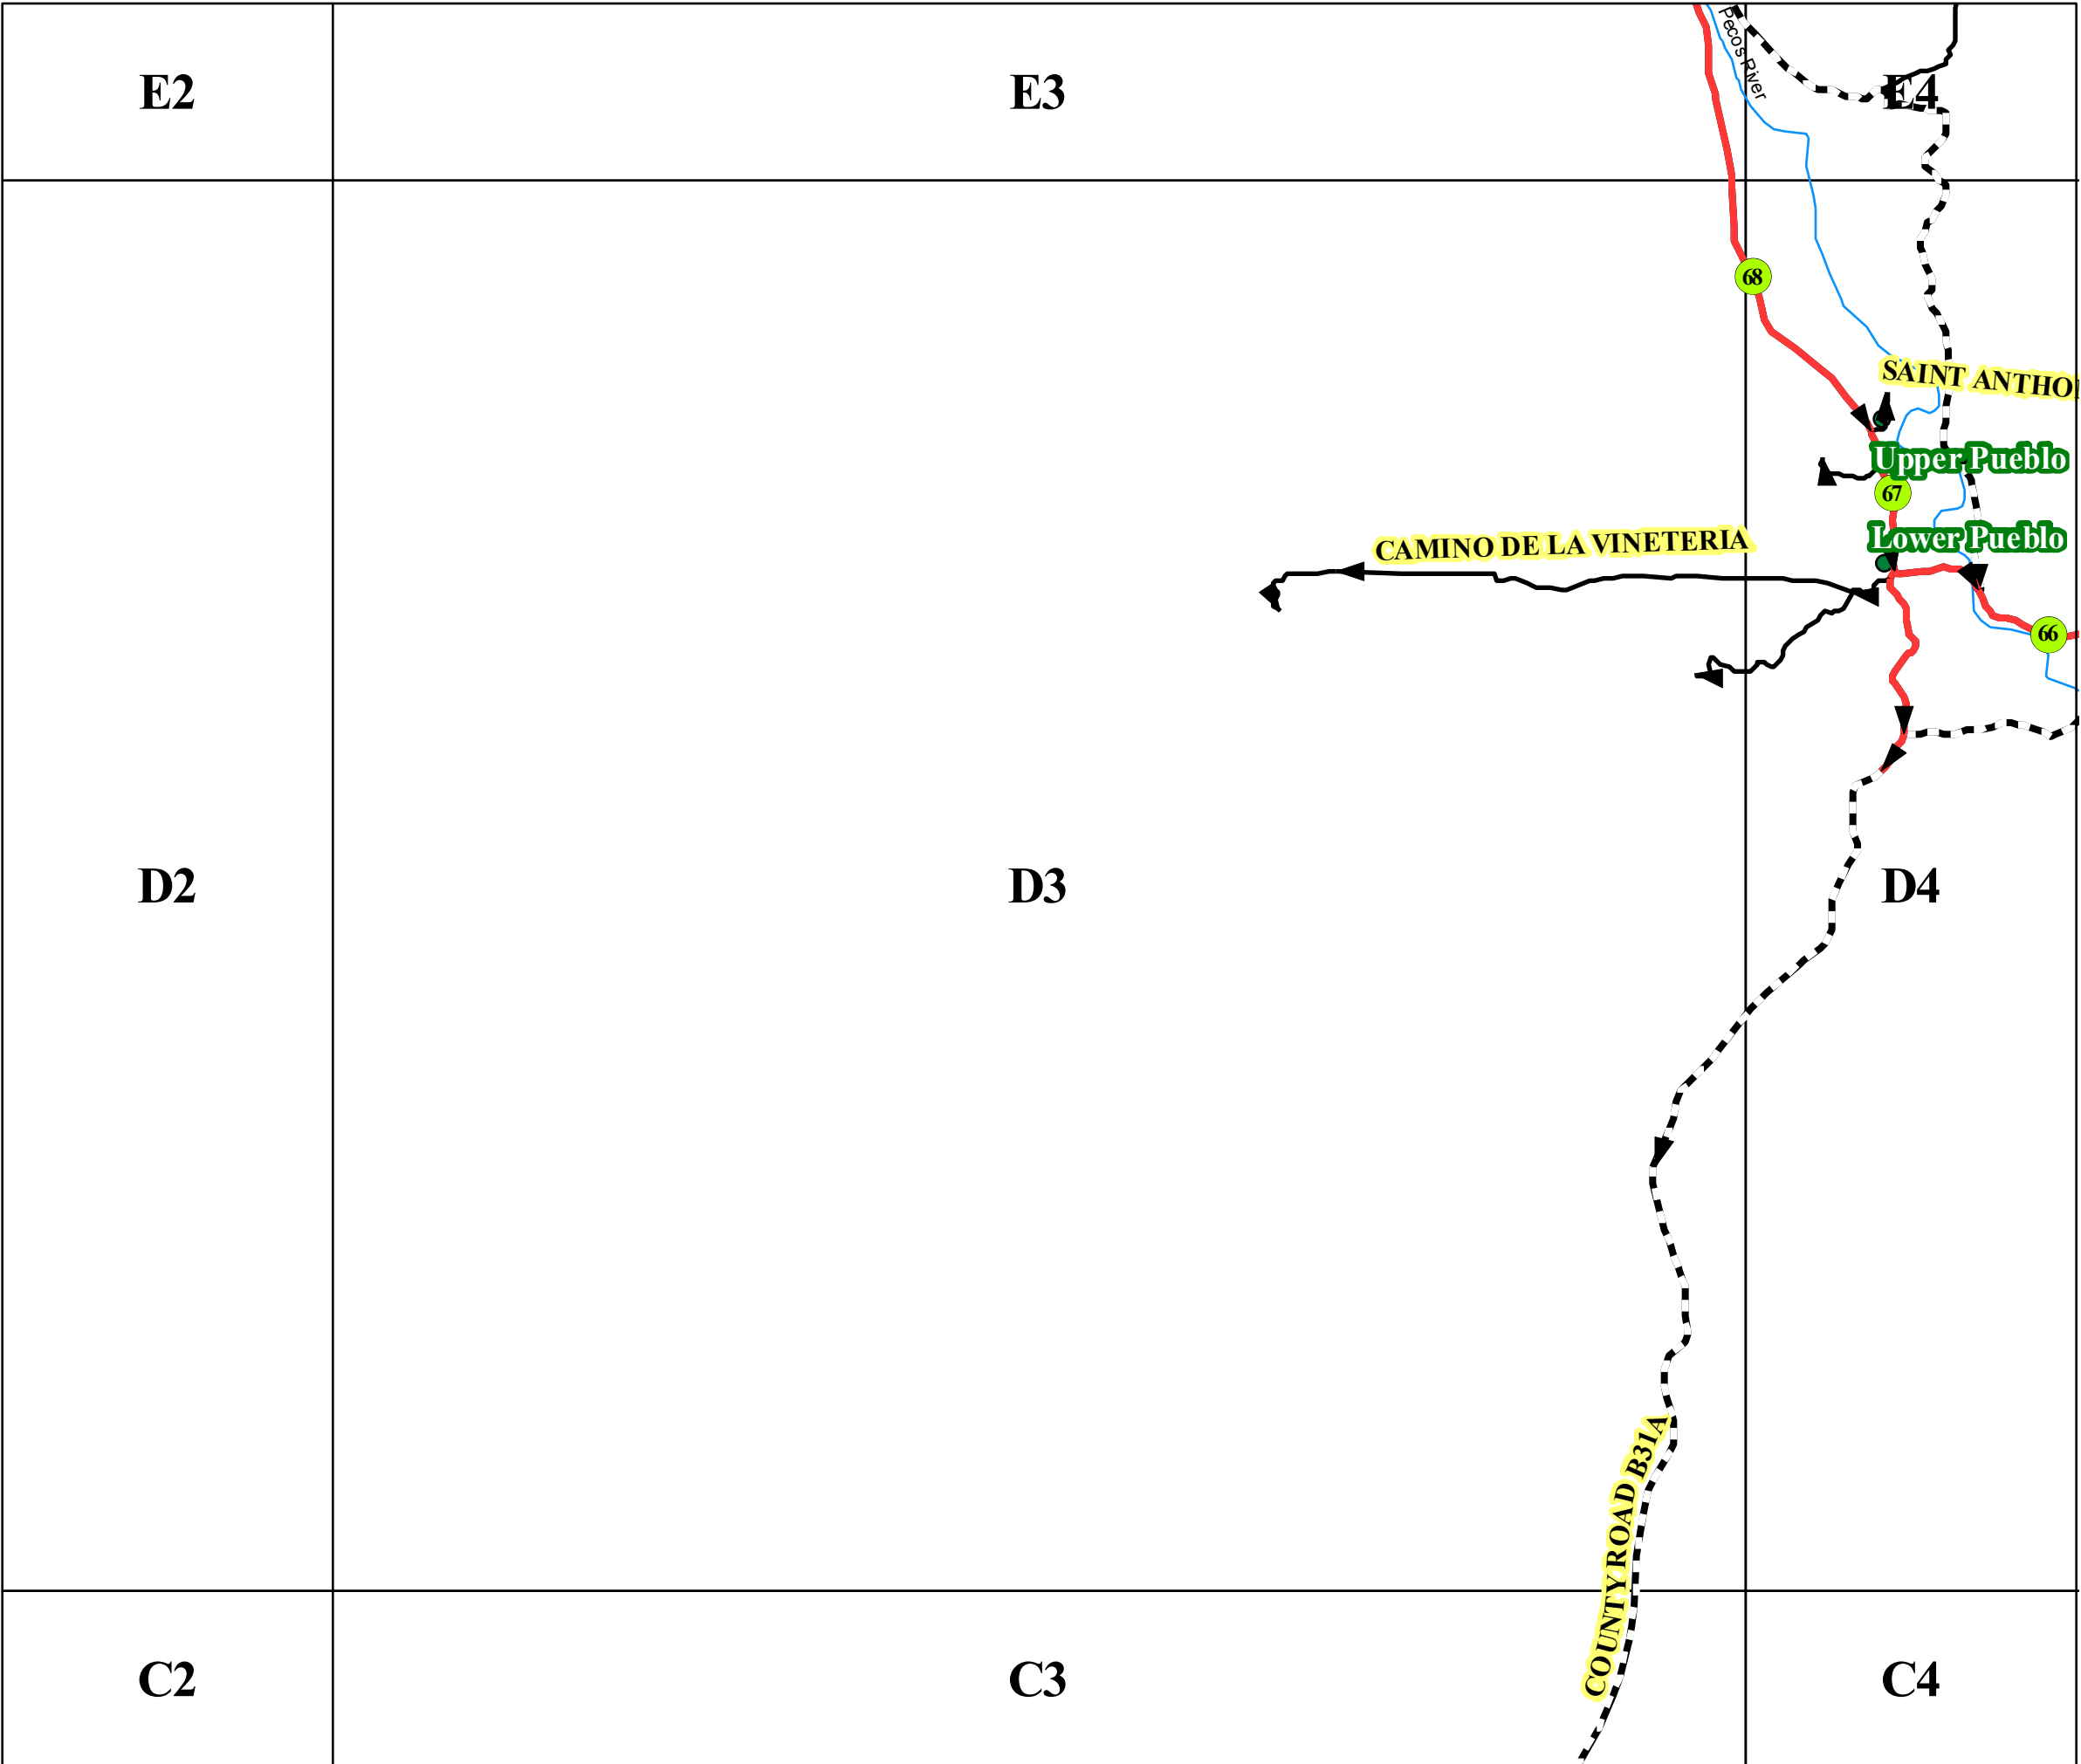 Pecos River
E2
E3
E4
68
SAINT ANTHO
Upper Pueblo
67
Lower Pueblo
CAMINO DE LA VINETERIA
66
D2
D3
D4
COUNTY ROAD B31A
C2
C3
C4